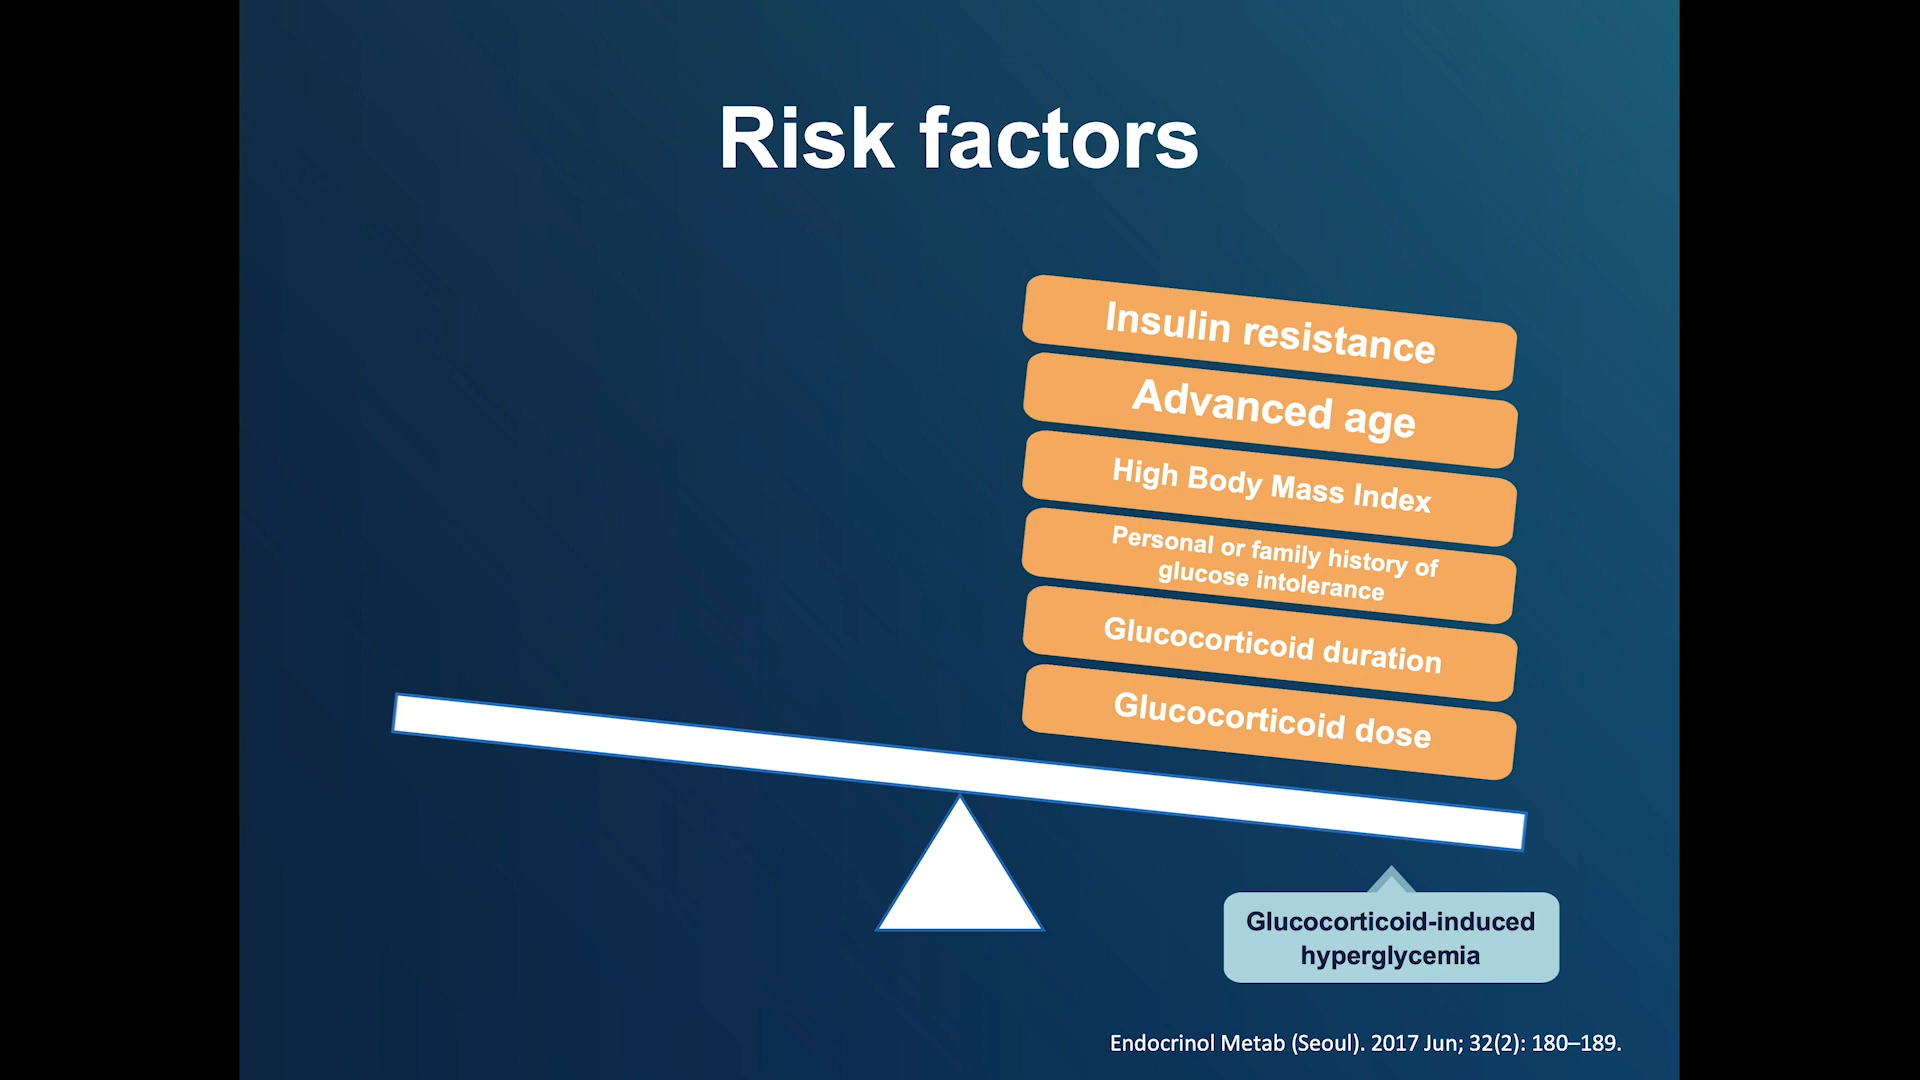 Risk factors
Insulin resistance
Advanced age
High Body Mass Index
Personal or family history of
glucose intolerance
Glucocorticoid duration
Glucocorticoid dose
Glucocorticoid-induced
hyperglycemia
Endocrinol Metab (Seoul). 2017 Jun; 32(2): 180–189.